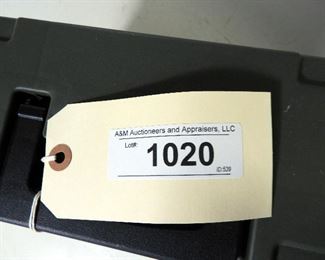 A&M Auctioneers and Appraisers, LLC
Lot#:
1020
ID:539